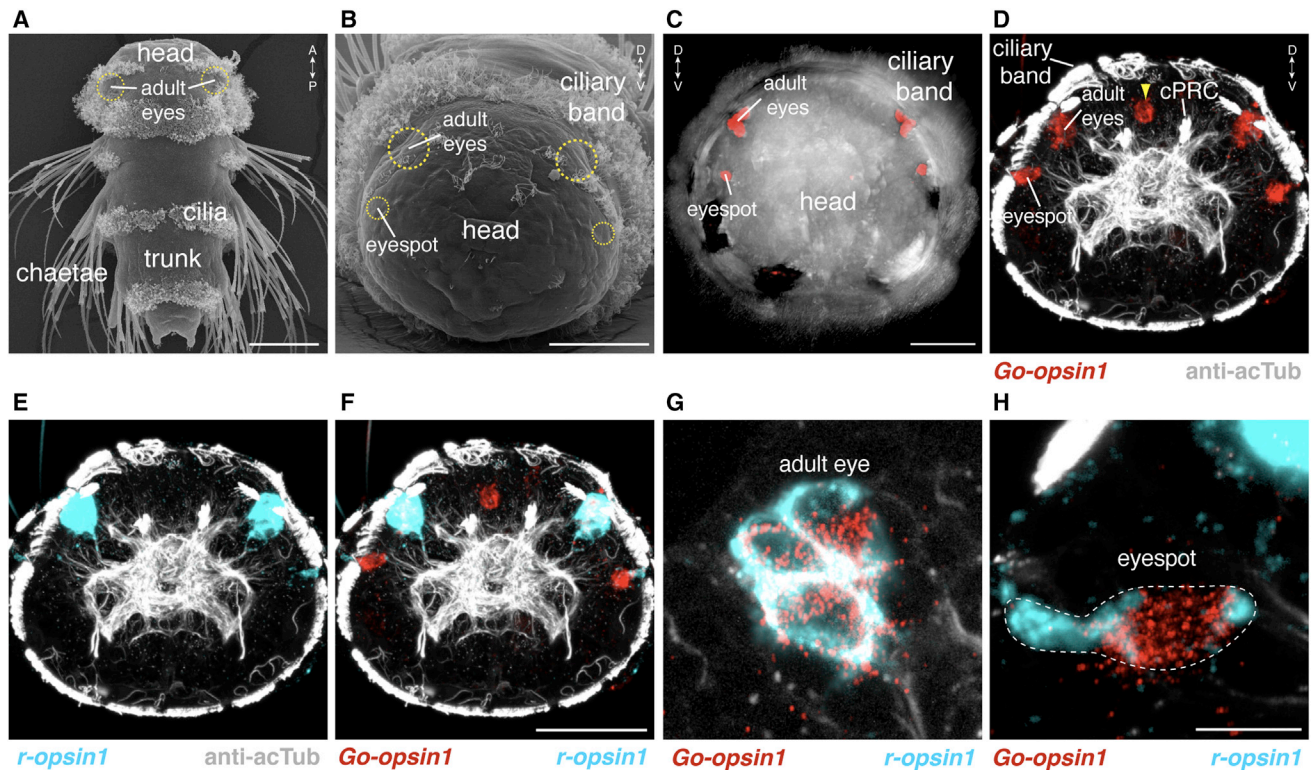 A
head
A
P
adult
eyes
cilia
trunk
chaetae
B
D
V
ciliary
band
adult
eyes
eyespot
head
C
D
V
ciliary
band
adult
eyes
eyespot
head
D
ciliary
band
D
V
adult
eyes
cPRC
eyespot
Go-opsin1 anti-acTub
E
r-opsin1 anti-acTub
F
Go-opsin1 r-opsin1
G
adult eye
Go-opsin1 r-opsin1
H
eyespot
Go-opsin1 r-opsin1